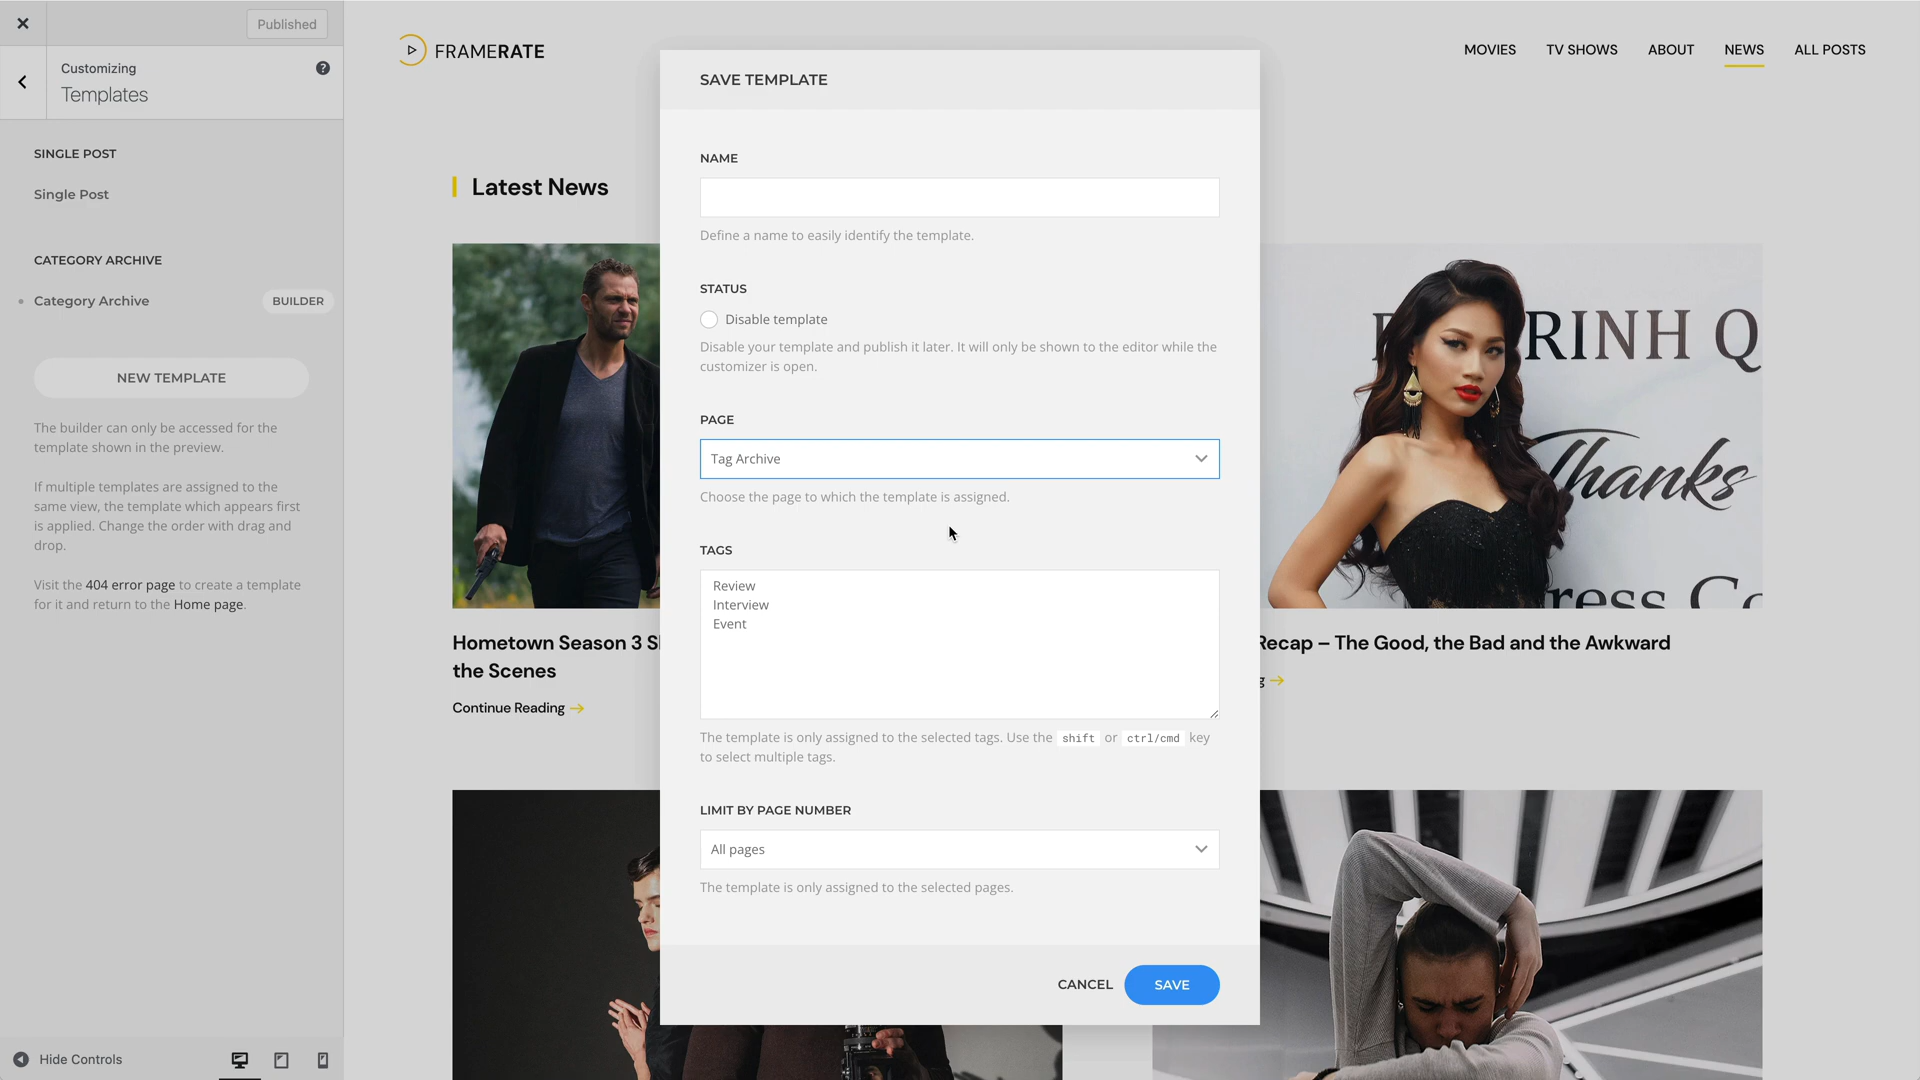 Published
Customizing
Templates
SINGLE POST
Single Post
CATEGORY ARCHIVE
Category Archive
BUILDER
NEW TEMPLATE
The builder can only be accessed for the
template shown in the preview.
If multiple templates are assigned to the
same view, the template which appears first
is applied. Change the order with drag and
drop.
Visit the 404 error page to create a template
for it and return to the Home page.
Hide Controls
FRAMERATE
MOVIES
TV SHOWS
ABOUT
NEWS
ALL POSTS
Latest News
Hometown Season 3 
the Scenes
Continue Reading
RINH Q
Thanks
ress Co
Recap – The Good, the Bad and the Awkward
SAVE TEMPLATE
NAME
Define a name to easily identify the template.
STATUS
Disable template
Disable your template and publish it later. It will only be shown to the editor while the
customizer is open.
PAGE
Tag Archive
Choose the page to which the template is assigned.
TAGS
Review
Interview
Event
The template is only assigned to the selected tags. Use the shift or ctrl/cmd key
to select multiple tags.
LIMIT BY PAGE NUMBER
All pages
The template is only assigned to the selected pages.
CANCEL
SAVE